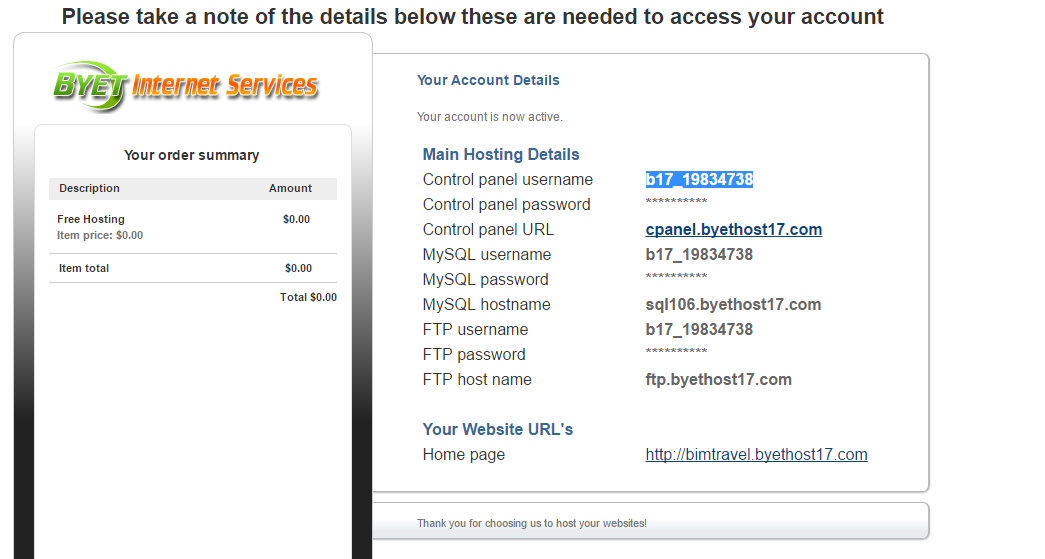 Please take a note of the details below these are needed to access your account
BYET Internet Services
Your order summary
Description Amount
Free Hosting $0.00
Item price: $0.00
Item total $0.00
Total $0.00
Your Account Details
Your account is now active.
Main Hosting Details
Control panel username b17_19834738
Control panel password **********
Control panel URL cpanel.byethost17.com
MySQL username b17_19834738
MySQL password **********
MySQL hostname sql106.byethost17.com
FTP username b17_19834738
FTP password **********
FTP host name ftp.byethost17.com
Your Website URL's
Home page http://bimtravel.byethost17.com
Thank you for choosing us to host your websites!